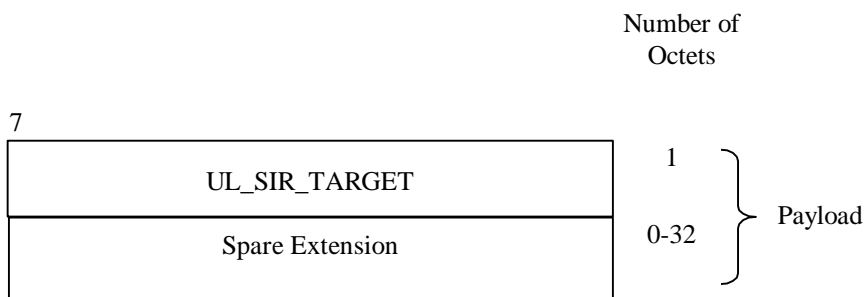 Number of
Octets
7
UL_SIR_TARGET
1
Spare Extension
0-32
Payload